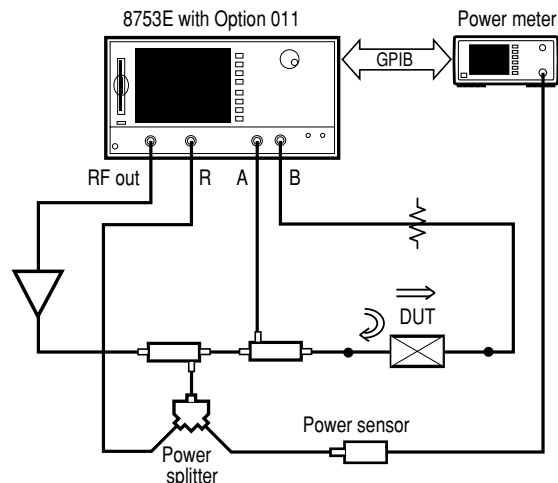 8753E with Option 011
Power meter
GPIB
RF out
R
A
B
DUT
Power sensor
Power
splitter